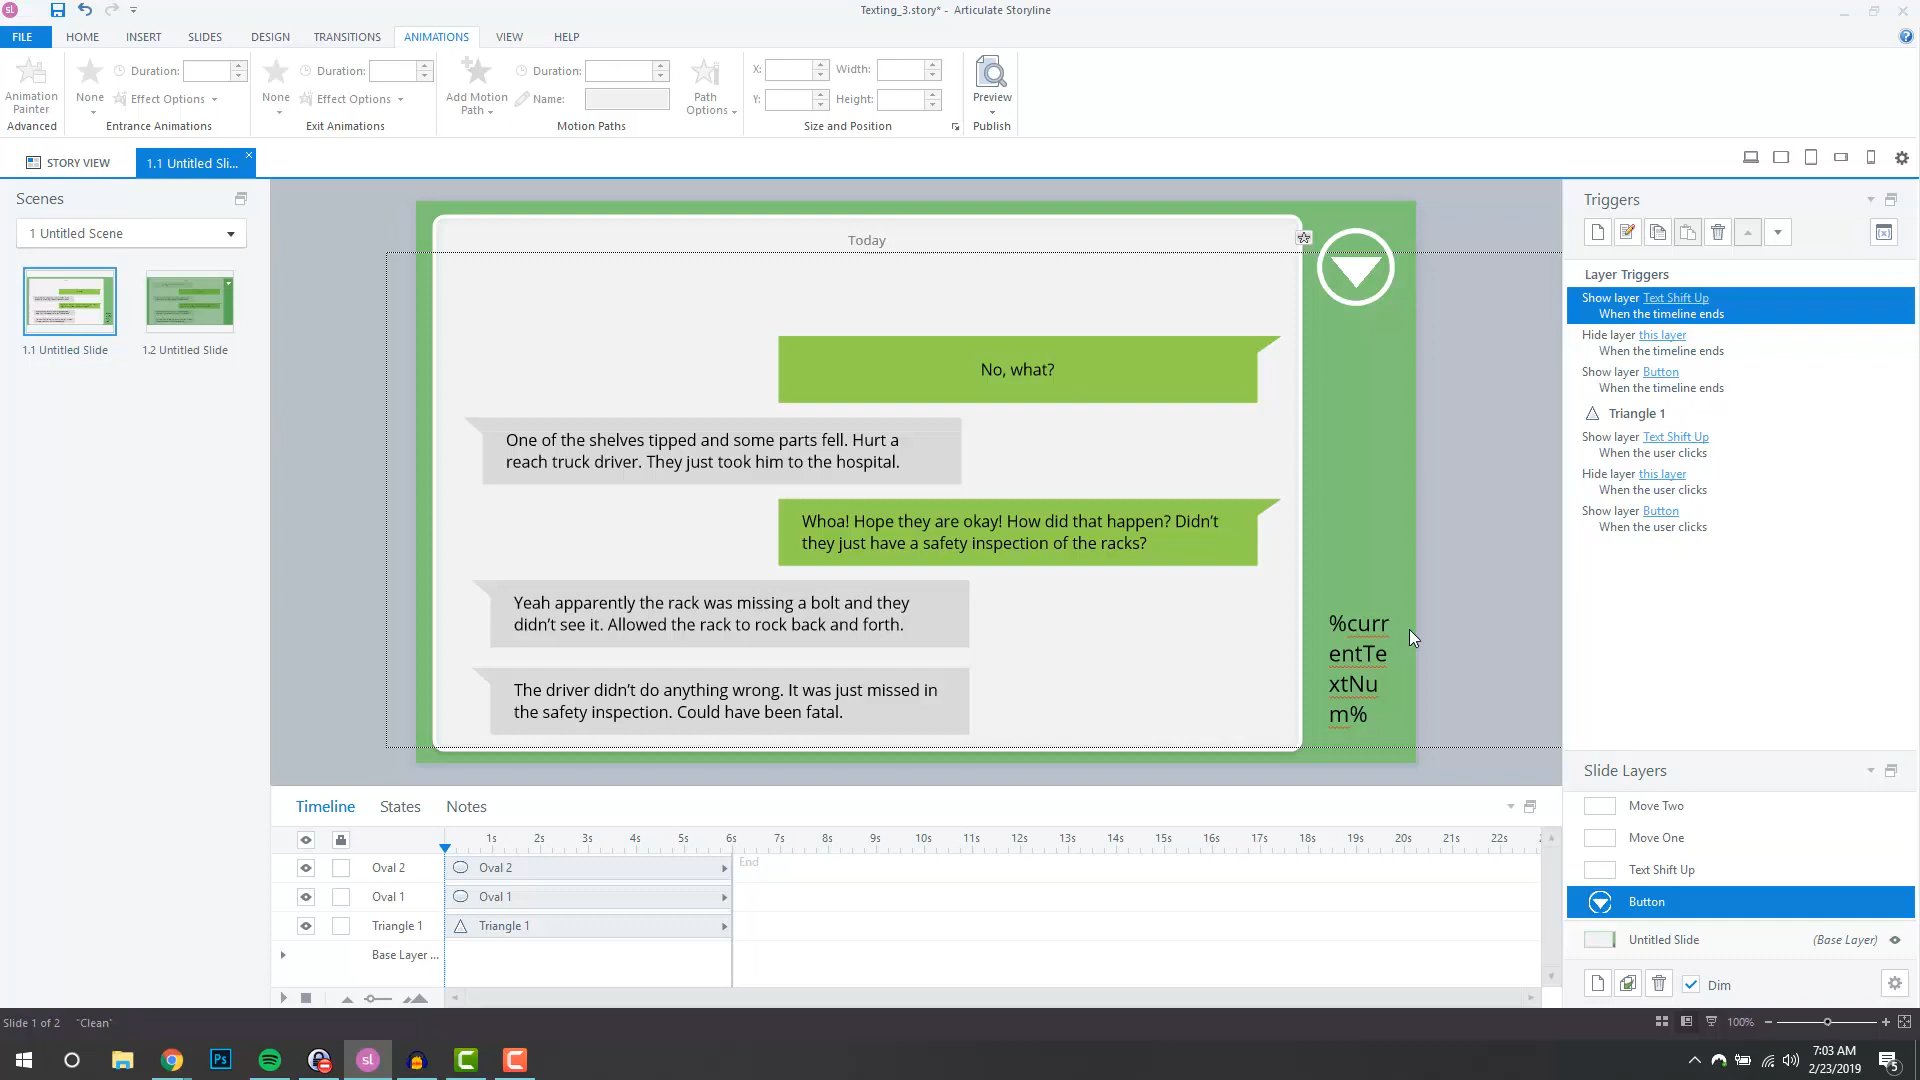 sl
Texting_3.story* - Articulate Storyline
FILE
HOME
INSERT
SLIDES
DESIGN
TRANSITIONS
ANIMATIONS
VIEW
HELP
Animation
Painter
Advanced
None
Duration:
Effect Options
Entrance Animations
None
Duration:
Effect Options
Exit Animations
Add Motion
Path
Duration:
Name:
Path
Options
Motion Paths
X:
Y:
Width:
Height:
Size and Position
Preview
Publish
STORY VIEW
1.1 Untitled Sli...
Scenes
1 Untitled Scene
1.1 Untitled Slide
1.2 Untitled Slide
Today
No, what?
One of the shelves tipped and some parts fell. Hurt a
reach truck driver. They just took him to the hospital.
Whoa! Hope they are okay! How did that happen? Didn’t
they just have a safety inspection of the racks?
Yeah apparently the rack was missing a bolt and they
didn’t see it. Allowed the rack to rock back and forth.
The driver didn’t do anything wrong. It was just missed in
the safety inspection. Could have been fatal.
%curr
entTe
xtNu
m%
Triggers
Layer Triggers
Show layer Text Shift Up
When the timeline ends
Hide layer this layer
When the timeline ends
Show layer Button
When the timeline ends
Triangle 1
Show layer Text Shift Up
When the user clicks
Hide layer this layer
When the user clicks
Show layer Button
When the user clicks
Slide Layers
Move Two
Move One
Text Shift Up
Button
Untitled Slide
(Base Layer)
Dim
Timeline
States
Notes
1s 2s 3s 4s 5s 6s 7s 8s 9s 10s 11s 12s 13s 14s 15s 16s 17s 18s 19s 20s 21s 22s
Oval 2
Oval 2
End
Oval 1
Oval 1
Triangle 1
Triangle 1
Base Layer ...
Slide 1 of 2
"Clean"
100%
Ps
sl
7:03 AM
2/23/2019
5